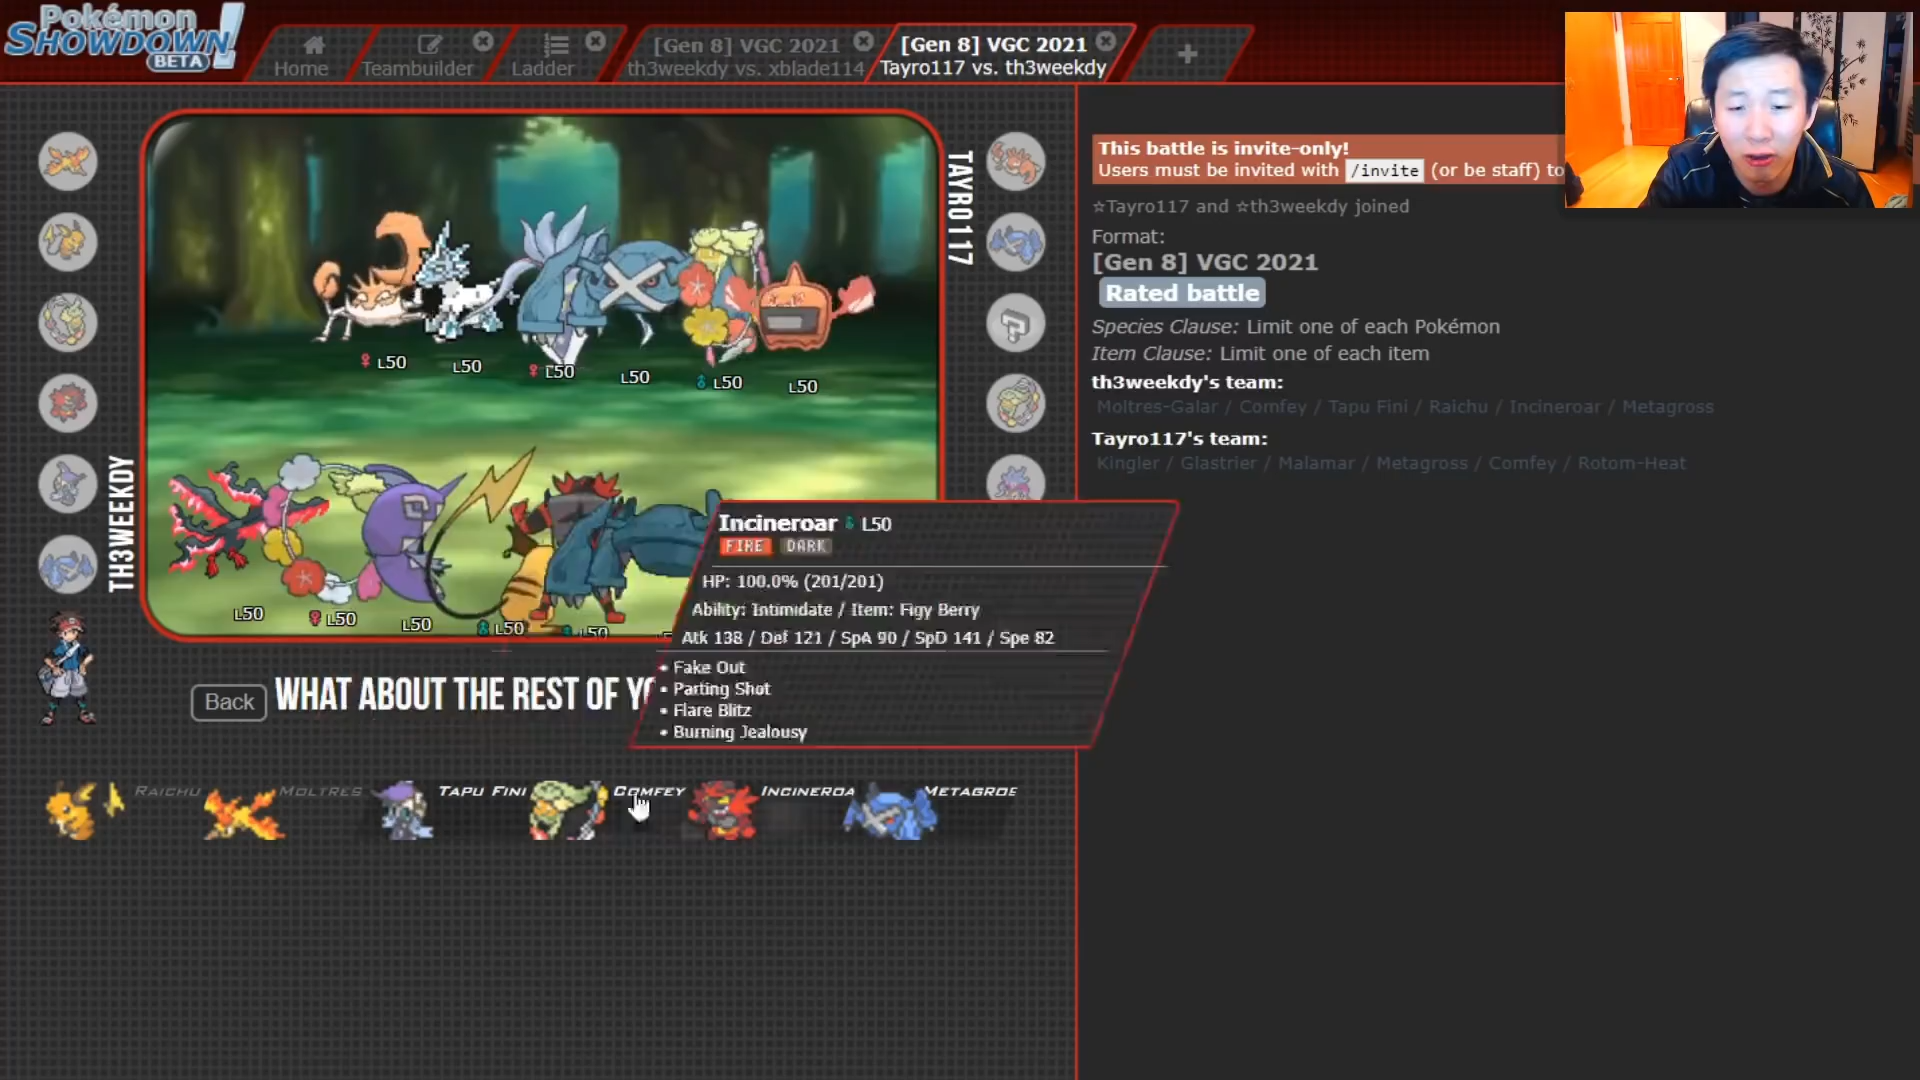 Pokémon
SHOWDOWN!
BETA
Home
Teambuilder
Ladder
[Gen 8] VGC 2021
th3weekdy vs. xblade114
[Gen 8] VGC 2021
Tayro117 vs. th3weekdy
+
TAYRO117
TH3WEEKDY
L50
L50
L50
L50
L50
L50
L50
L50
L50
L50
L50
This battle is invite-only!
Users must be invited with /invite (or be staff) to
☆Tayro117 and ☆th3weekdy joined
Format:
[Gen 8] VGC 2021
Rated battle
Species Clause: Limit one of each Pokémon
Item Clause: Limit one of each item
th3weekdy's team:
Moltres-Galar / Comfey / Tapu Fini / Raichu / Incineroar / Metagross
Tayro117's team:
Kingler / Glastrier / Malamar / Metagross / Comfey / Rotom-Heat
Incineroar L50
FIRE DARK
HP: 100.0% (201/201)
Ability: Intimidate / Item: Figy Berry
Atk 138 / Def 121 / SpA 90 / SpD 141 / Spe 82
• Fake Out
• Parting Shot
• Flare Blitz
• Burning Jealousy
Back WHAT ABOUT THE REST OF
RAICHU MOLTRES TAPU FINI COMFEY INCINEROA METAGROS